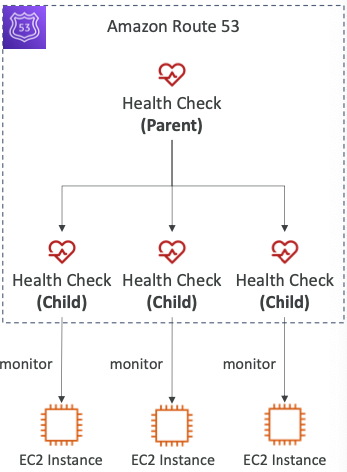 53
Amazon Route 53
Health Check
(Parent)
Health Check
(Child)
Health Check
(Child)
Health Check
(Child)
monitor
monitor
monitor
EC2 Instance
EC2 Instance
EC2 Instance